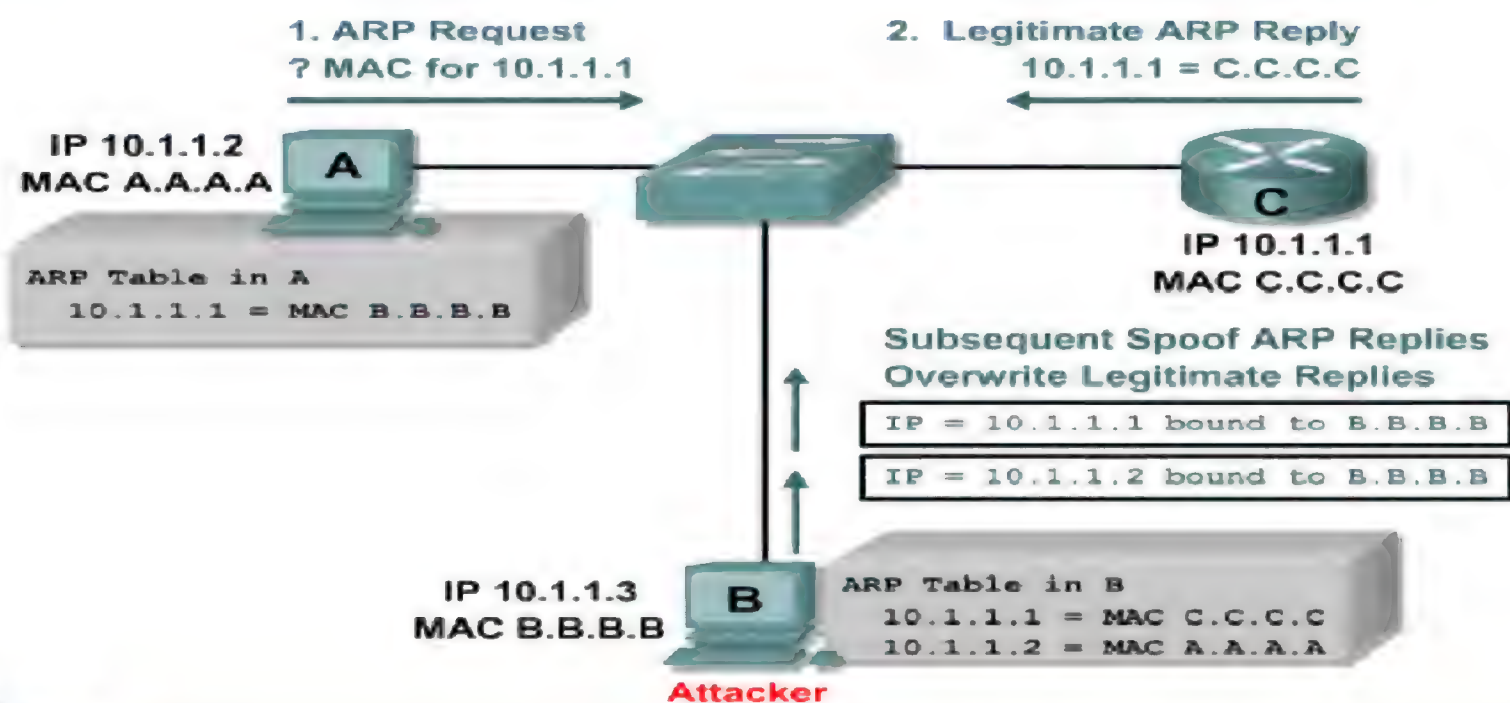 1. ARP Request
? MAC for 10.1.1.1
2. Legitimate ARP Reply
10.1.1.1 = C.C.C.C
IP 10.1.1.2
MAC A.A.A.A
A
C
IP 10.1.1.1
MAC C.C.C.C
ARP Table in A
10.1.1.1 = MAC B.B.B.B
Subsequent Spoof ARP Replies
Overwrite Legitimate Replies
IP = 10.1.1.1 bound to B.B.B.B
IP = 10.1.1.2 bound to B.B.B.B
IP 10.1.1.3
MAC B.B.B.B
B
Attacker
ARP Table in B
10.1.1.1 = MAC C.C.C.C
10.1.1.2 = MAC A.A.A.A